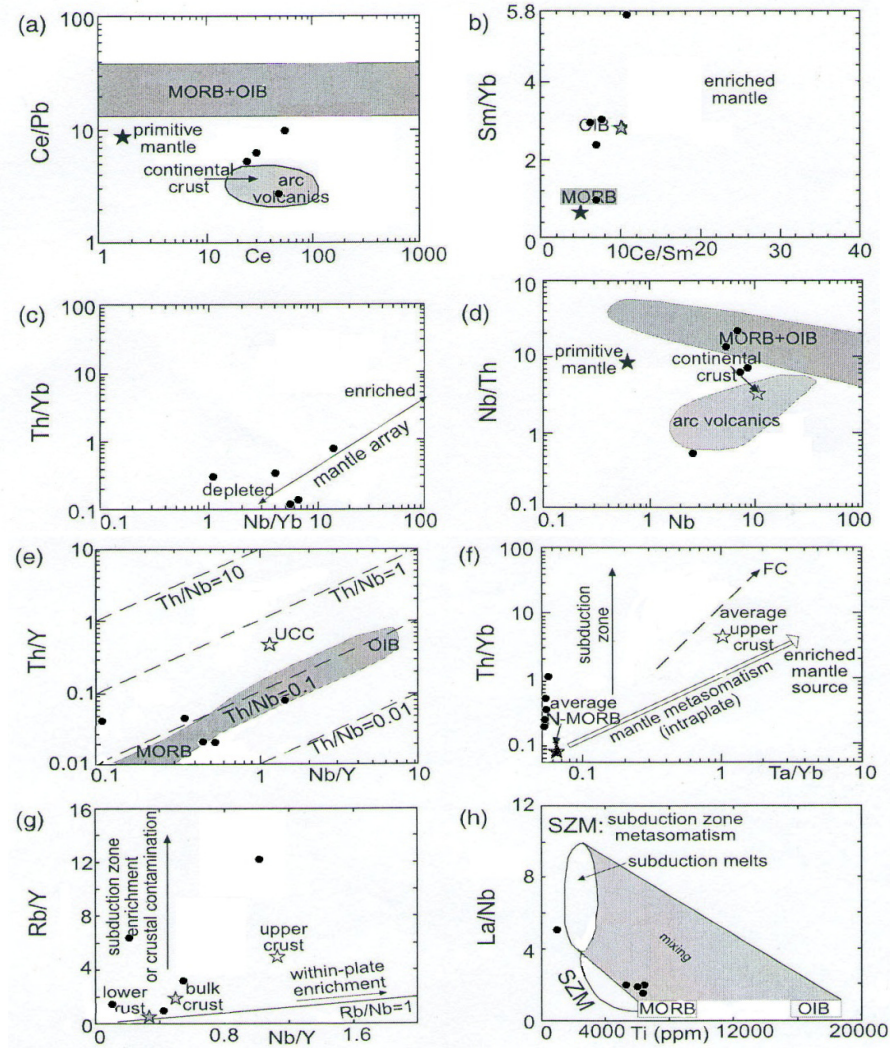 (a)
100
10
1
Ce/Pb
MORB+OIB
primitive
mantle
continental
crust
arc
volcanics
1
10
100
1000
Ce
b)
5.8
4
2
0
Sm/Yb
enriched
mantle
OIB
MORB
0
10
20
30
40
Ce/Sm
(c)
100
10
1
0.1
Th/Yb
enriched
mantle array
depleted
0.1
1
10
100
Nb/Yb
(d)
100
10
1
0.1
Nb/Th
MORB+OIB
primitive
mantle
continental
crust
arc volcanics
1
10
100
Nb
(e)
10
1
0.1
0.01
Th/Y
Th/Nb=10
Th/Nb=1
UCC
OIB
Th/Nb=0.1
MORB
Th/Nb=0.01
0.1
1
10
Nb/Y
(f)
100
10
1
0.1
Th/Yb
subduction
zone
FC
average
upper
crust
enriched
mantle
source
average
N-MORB
mantle metasomatism
(intraplate)
0.1
1
10
Ta/Yb
(g)
16
12
8
4
0
Rb/Y
subduction zone
enrichment
or crustal contamination
upper
crust
lower
rust
bulk
crust
within-plate
enrichment
Rb/Nb=1
0.8
1.6
Nb/Y
(h)
12
8
4
0
La/Nb
SZM: subduction zone
metasomatism
subduction melts
mixing
SZM
MORB
OIB
0
4000
12000
20000
Ti (ppm)